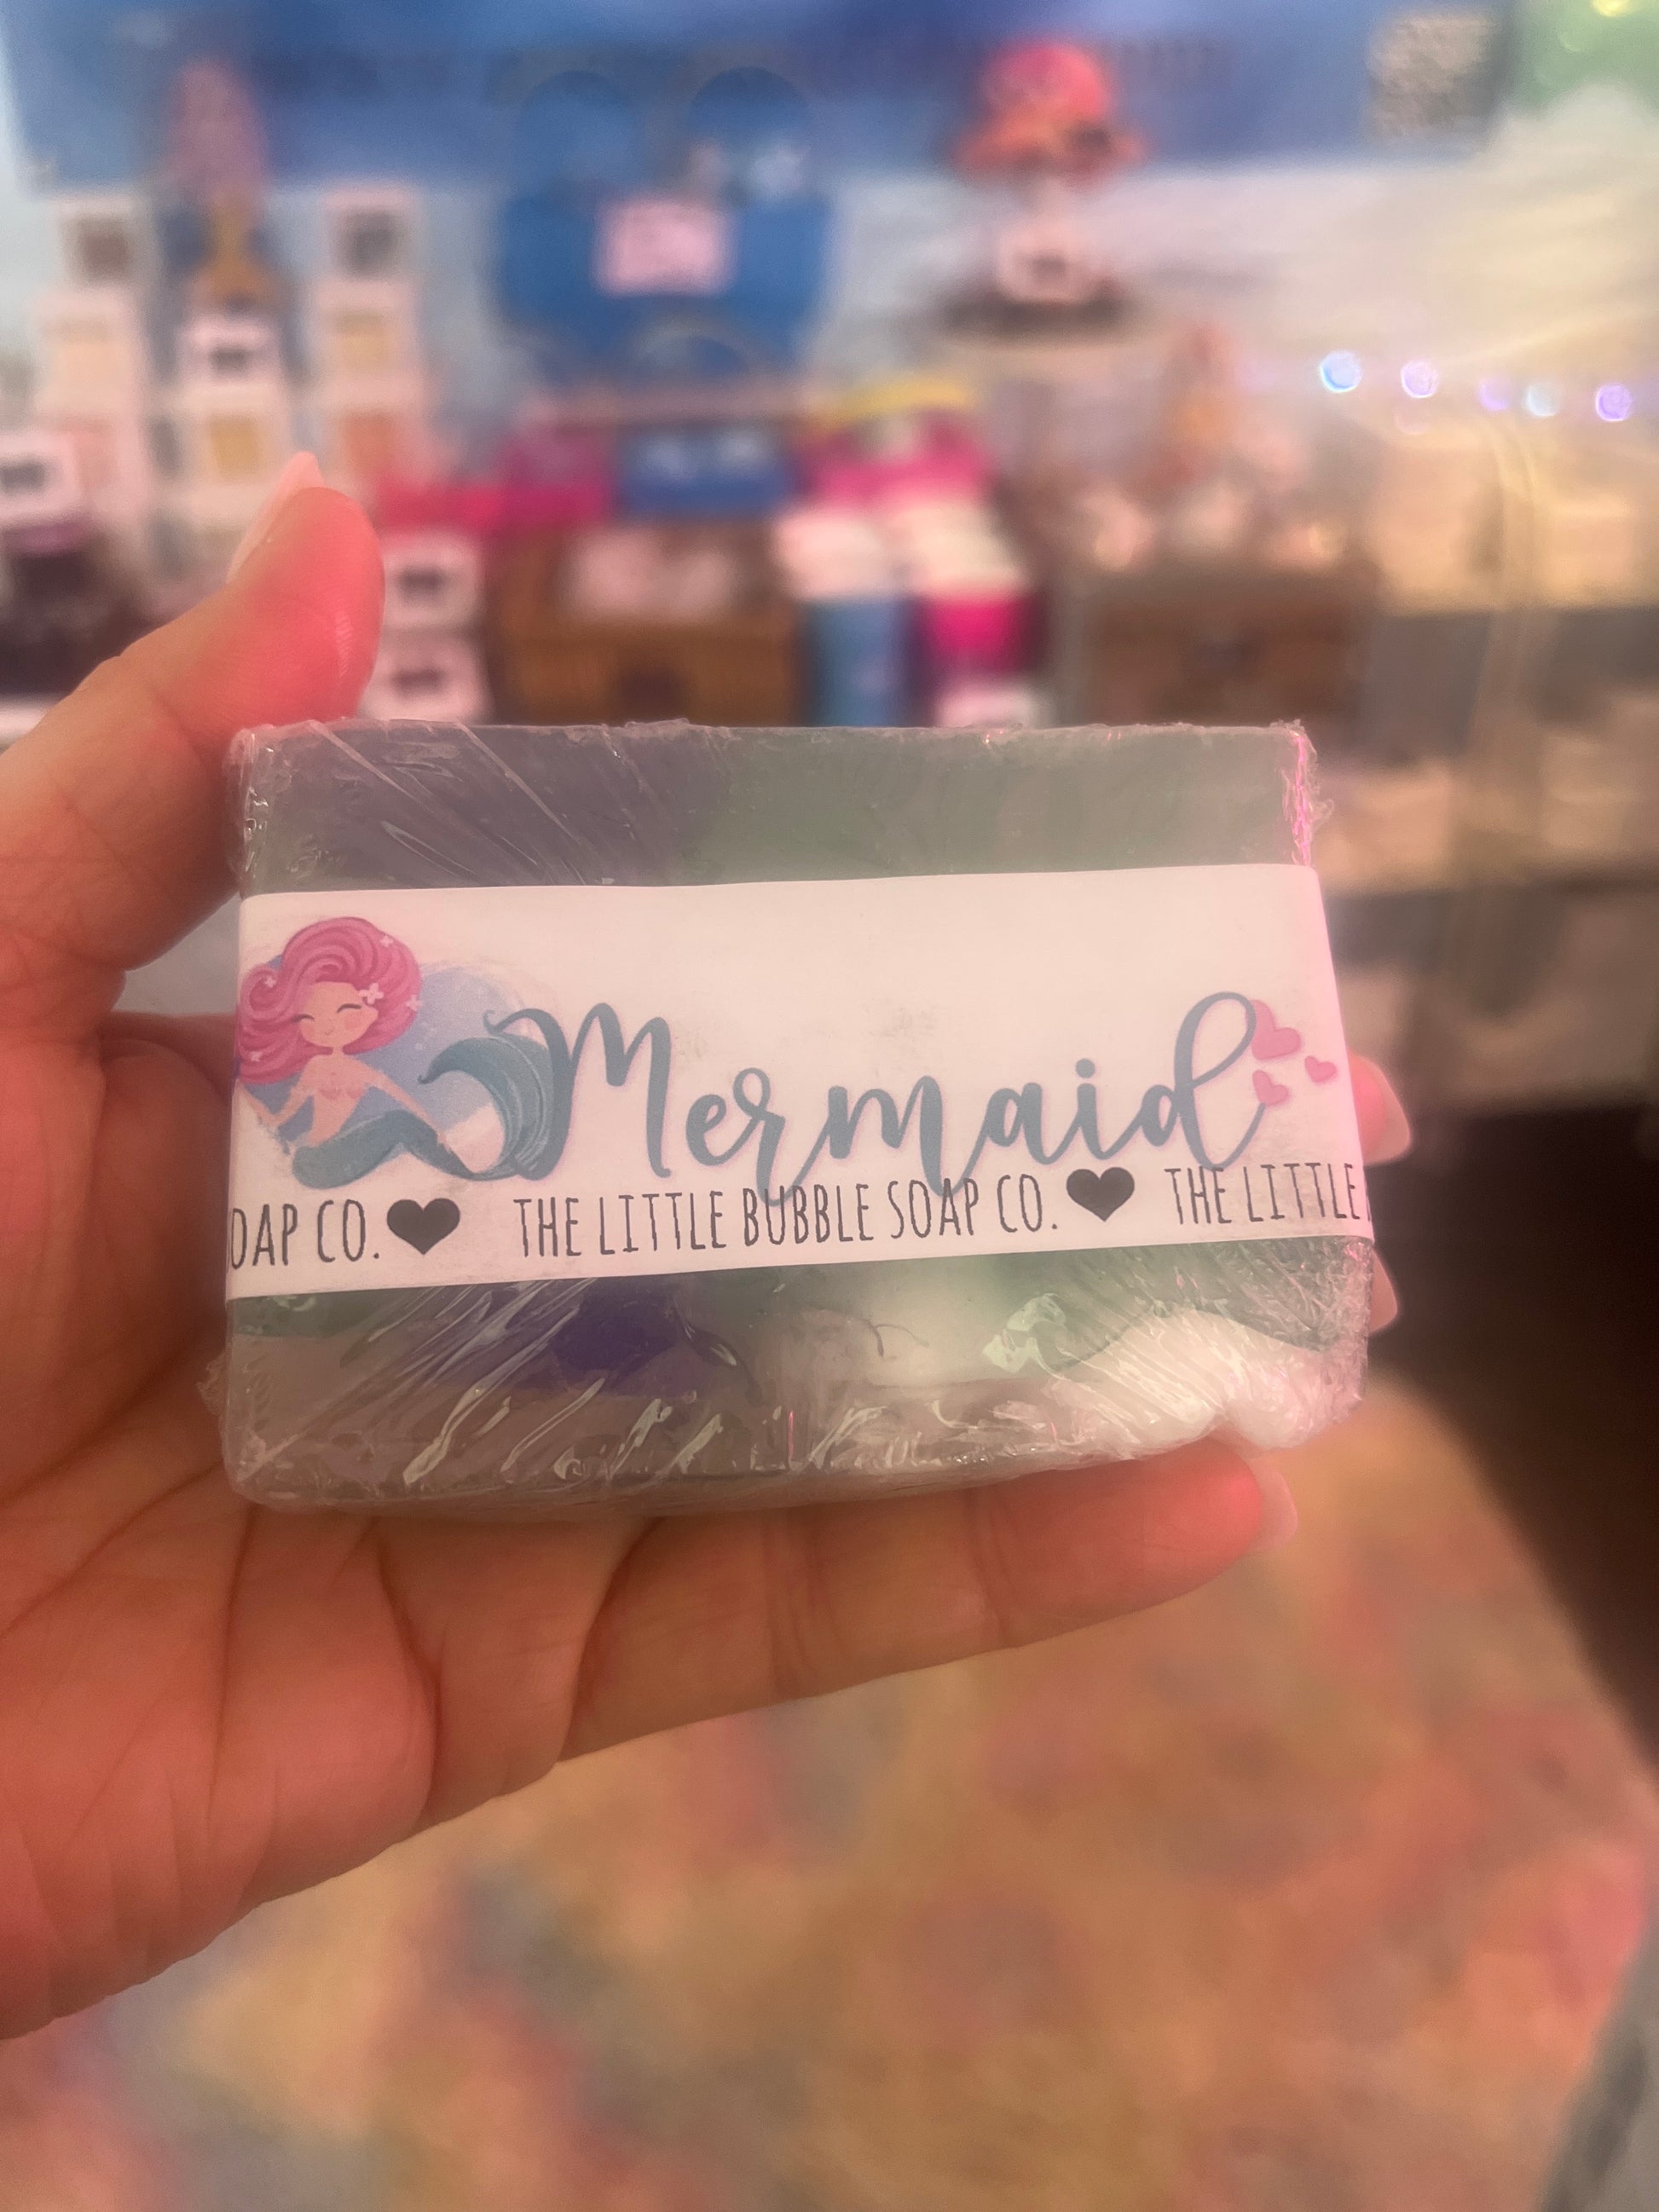 Mermaid
OAP CO. ♥ THE LITTLE BUBBLE SOAP CO. ♥ THE LITTLE